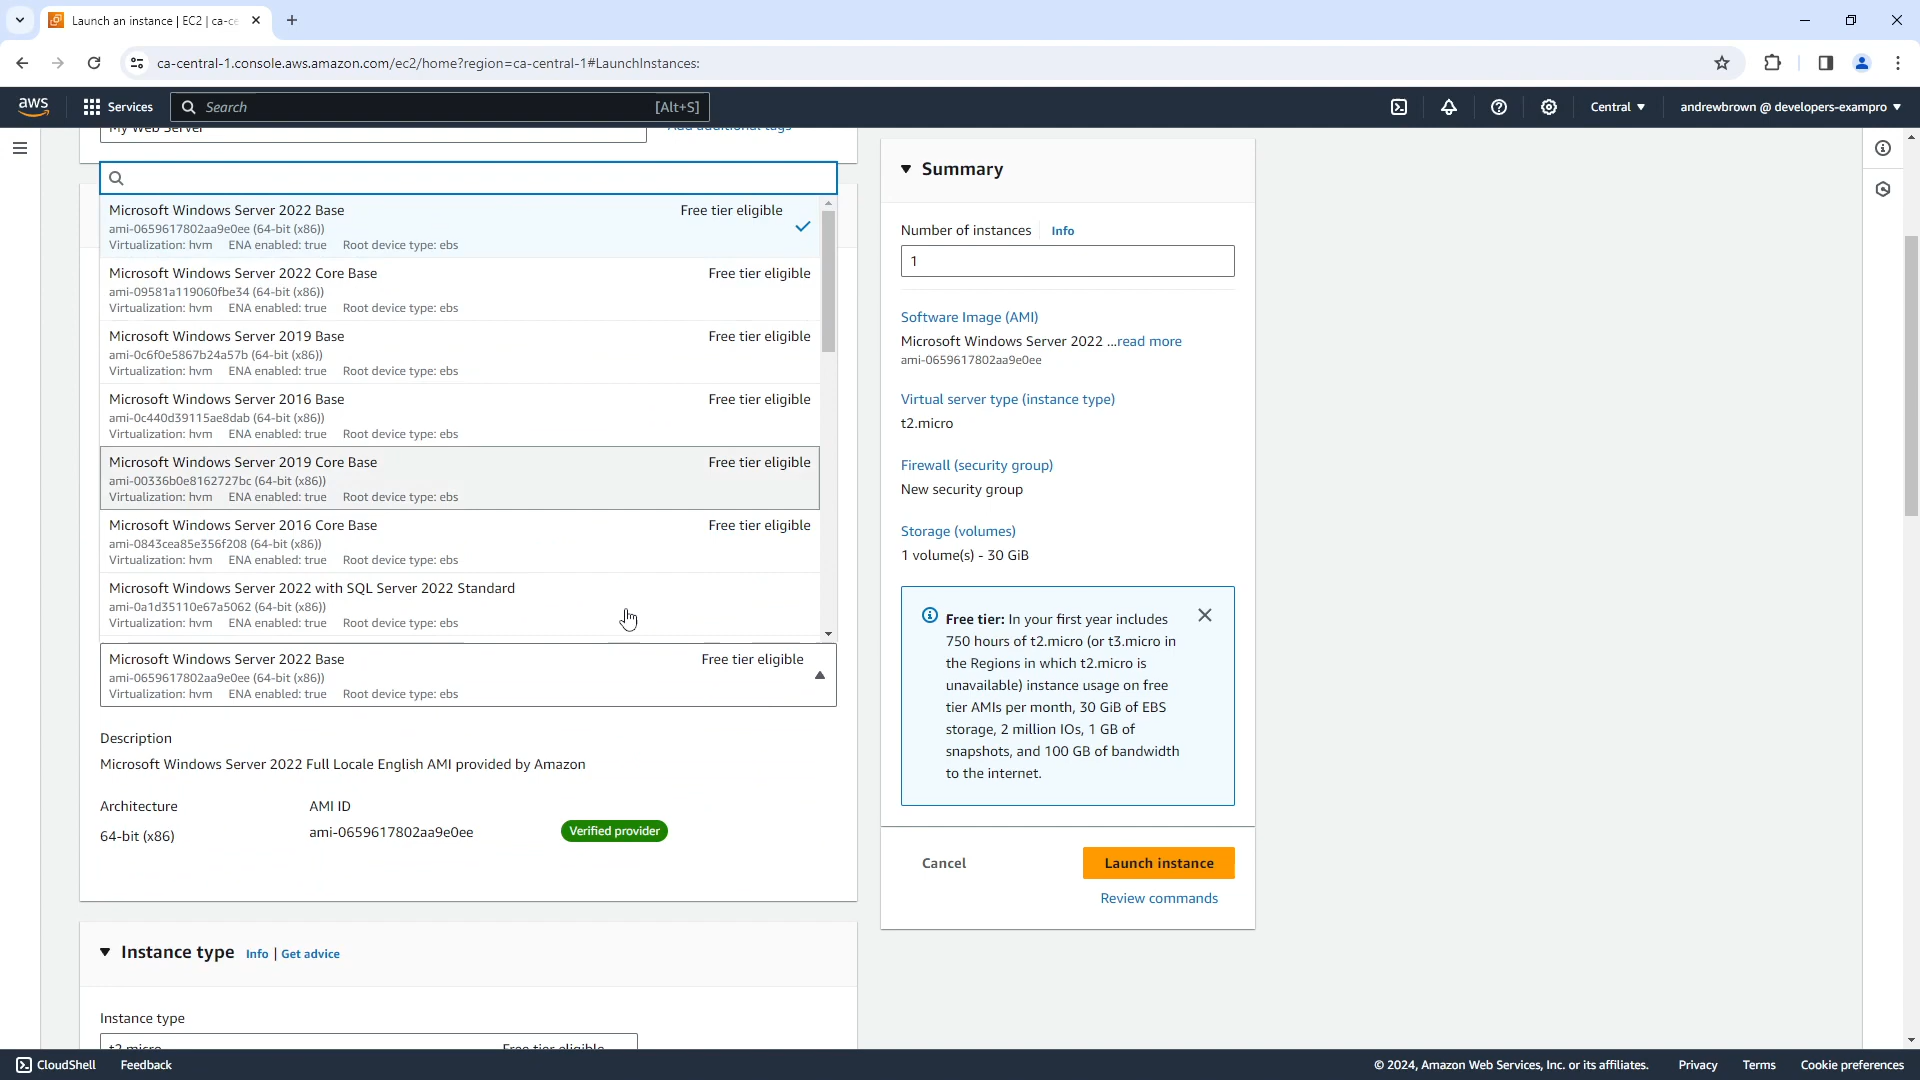 Launch an instance | EC2 | ca-ce
ca-central-1.console.aws.amazon.com/ec2/home?region=ca-central-1#LaunchInstances:
aws
Services
Search
[Alt+S]
Central
andrewbrown @ developers-exampro
My Web Server
Add additional tags
Microsoft Windows Server 2022 Base
Free tier eligible
ami-0659617802aa9e0ee (64-bit (x86))
Virtualization: hvm ENA enabled: true Root device type: ebs
Microsoft Windows Server 2022 Core Base
Free tier eligible
ami-09581a119060fbe34 (64-bit (x86))
Virtualization: hvm ENA enabled: true Root device type: ebs
Microsoft Windows Server 2019 Base
Free tier eligible
ami-0c6f0e5867b24a57b (64-bit (x86))
Virtualization: hvm ENA enabled: true Root device type: ebs
Microsoft Windows Server 2016 Base
Free tier eligible
ami-0c440d39115ae8dab (64-bit (x86))
Virtualization: hvm ENA enabled: true Root device type: ebs
Microsoft Windows Server 2019 Core Base
Free tier eligible
ami-00336b0e8162727bc (64-bit (x86))
Virtualization: hvm ENA enabled: true Root device type: ebs
Microsoft Windows Server 2016 Core Base
Free tier eligible
ami-0843cea85e356f208 (64-bit (x86))
Virtualization: hvm ENA enabled: true Root device type: ebs
Microsoft Windows Server 2022 with SQL Server 2022 Standard
ami-0a1d35110e67a5062 (64-bit (x86))
Virtualization: hvm ENA enabled: true Root device type: ebs
Microsoft Windows Server 2022 Base
Free tier eligible
ami-0659617802aa9e0ee (64-bit (x86))
Virtualization: hvm ENA enabled: true Root device type: ebs
Description
Microsoft Windows Server 2022 Full Locale English AMI provided by Amazon
Architecture
AMI ID
64-bit (x86)
ami-0659617802aa9e0ee
Verified provider
Instance type Info | Get advice
Instance type
t2.micro
Free tier eligible
Summary
Number of instances Info
1
Software Image (AMI)
Microsoft Windows Server 2022 ...read more
ami-0659617802aa9e0ee
Virtual server type (instance type)
t2.micro
Firewall (security group)
New security group
Storage (volumes)
1 volume(s) - 30 GiB
Free tier: In your first year includes
750 hours of t2.micro (or t3.micro in
the Regions in which t2.micro is
unavailable) instance usage on free
tier AMIs per month, 30 GiB of EBS
storage, 2 million IOs, 1 GB of
snapshots, and 100 GB of bandwidth
to the internet.
Cancel
Launch instance
Review commands
CloudShell
Feedback
© 2024, Amazon Web Services, Inc. or its affiliates.
Privacy
Terms
Cookie preferences